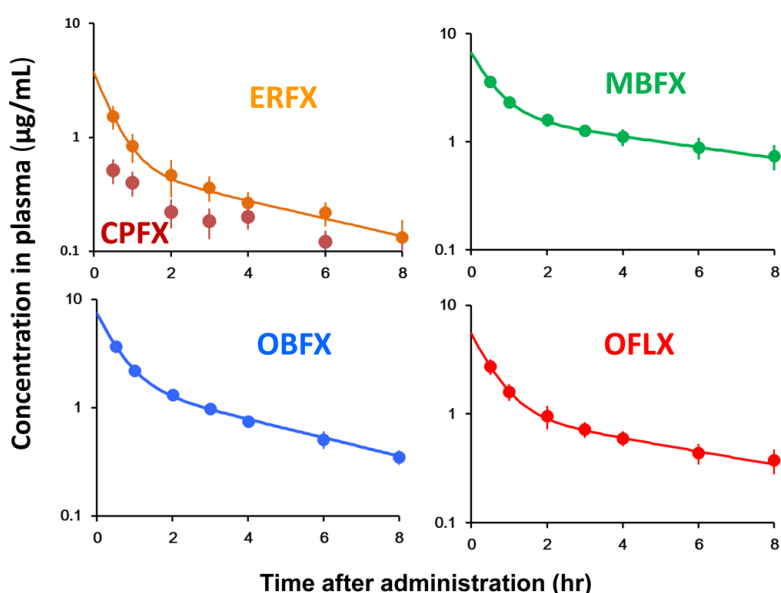 Concentration in plasma (μg/mL)
10
1
0.1
ERFX
CPFX
0 2 4 6 8
10
1
0.1
MBFX
0 2 4 6 8
10
1
0.1
OBFX
0 2 4 6 8
10
1
0.1
OFLX
0 2 4 6 8
Time after administration (hr)